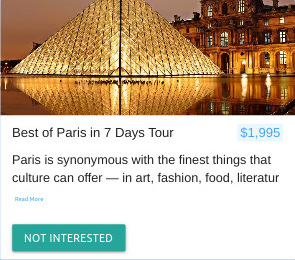 Best of Paris in 7 Days Tour $1,995
Paris is synonymous with the finest things that
culture can offer — in art, fashion, food, literatur
Read More
NOT INTERESTED